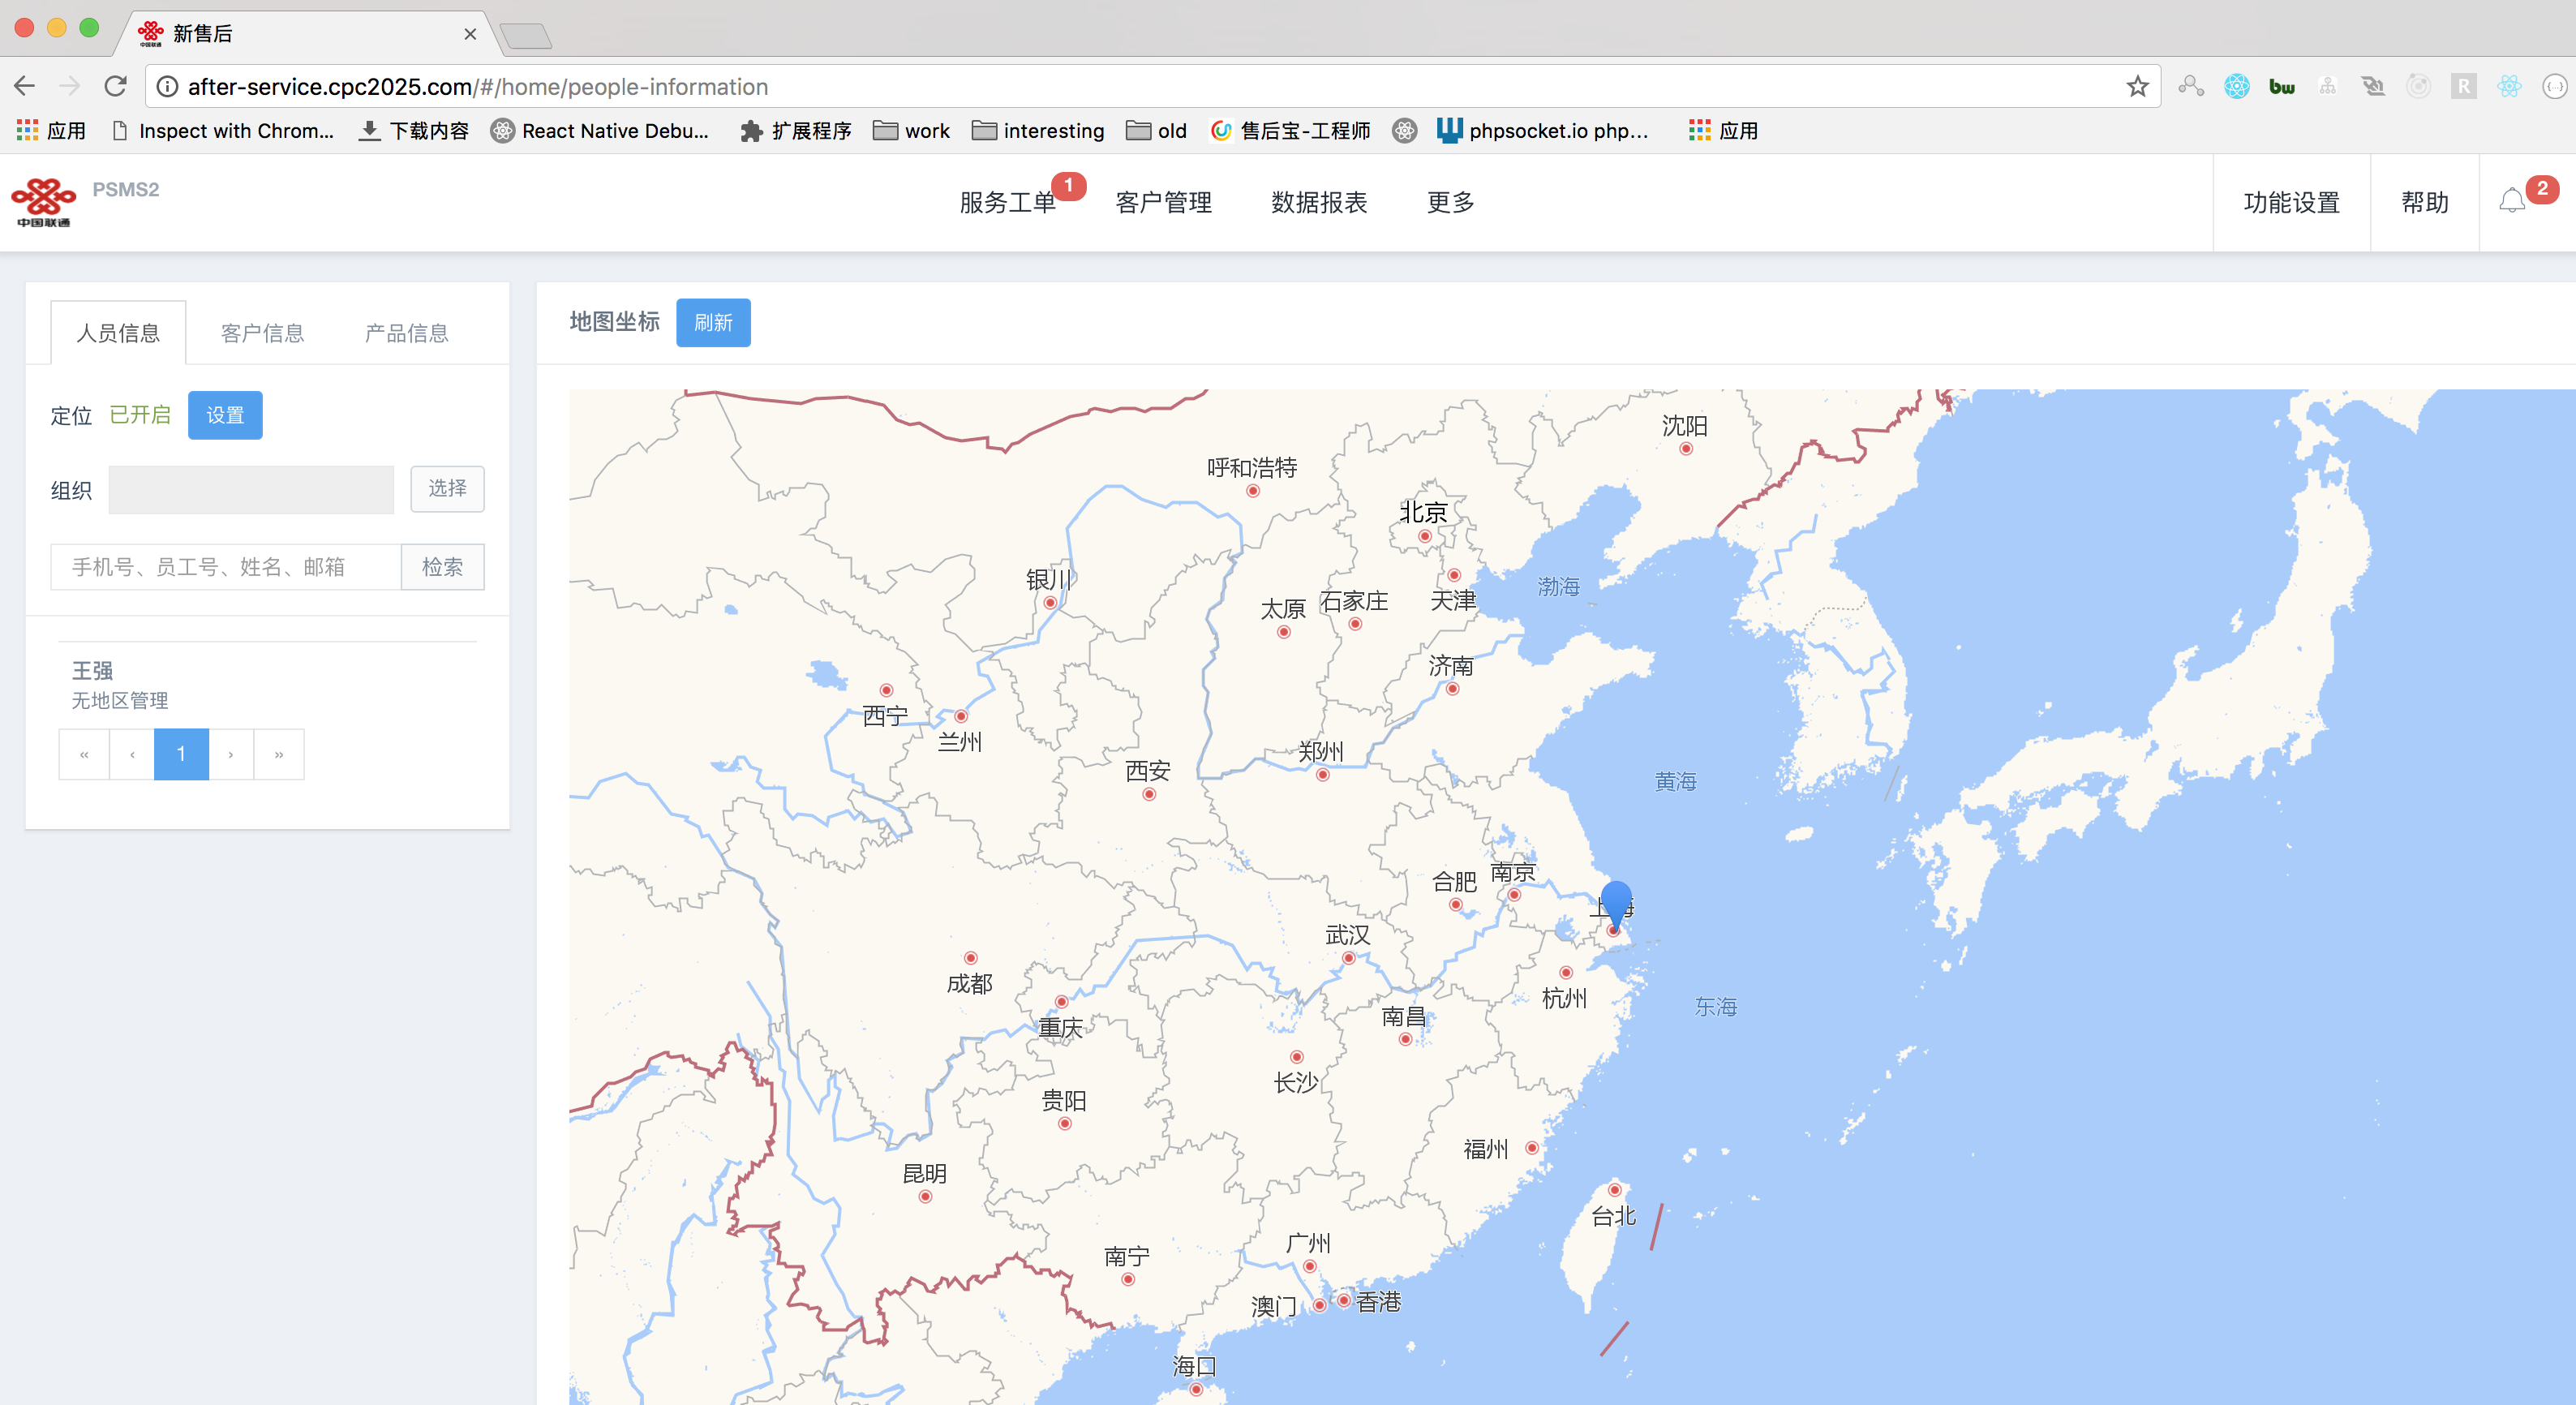 新售后
after-service.cpc2025.com/#/home/people-information
应用 Inspect with Chrom... 下载内容 React Native Debu... 扩展程序 work interesting old 售后宝-工程师 phpsocket.io php... 应用
中国联通 PSMS2 服务工单 1 客户管理 数据报表 更多 功能设置 帮助 2
人员信息 客户信息 产品信息
定位 已开启 设置
组织 选择
手机号、员工号、姓名、邮箱 检索
王强
无地区管理
« ‹ 1 › »
地图坐标 刷新
沈阳
呼和浩特
北京
银川
渤海
太原 石家庄 天津
济南
西宁
兰州
郑州
西安
黄海
合肥 南京
上海
武汉
成都
杭州
东海
南昌
重庆
长沙
贵阳
福州
昆明
台北
广州
南宁
澳门 香港
海口